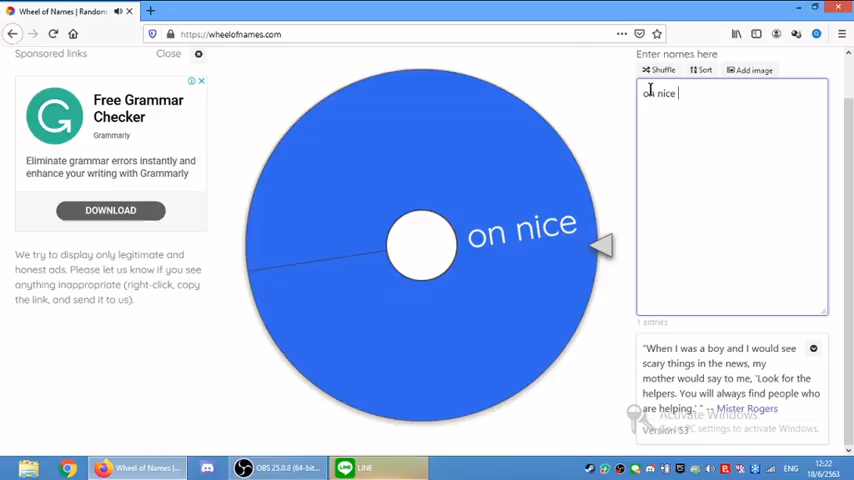 Wheel of Names | Random
https://wheelofnames.com
Sponsored links
Close
Free Grammar
Checker
Grammarly
Eliminate grammar errors instantly and
enhance your writing with Grammarly
DOWNLOAD
We try to display only legitimate and
honest ads. Please let us know if you see
anything inappropriate (right-click, copy
the link, and send it to us).
on nice
Enter names here
Shuffle
Sort
Add image
on nice
1 entries
"When I was a boy and I would see
scary things in the news, my
mother would say to me, 'Look for the
helpers. You will always find people who
are helping.' " -- Mister Rogers
Version 53
Activate Windows
PC settings to activate Windows.
Wheel of Names | Random...
OBS 25.0.8 (64-bit...
LINE
ENG
12:22
18/6/2563